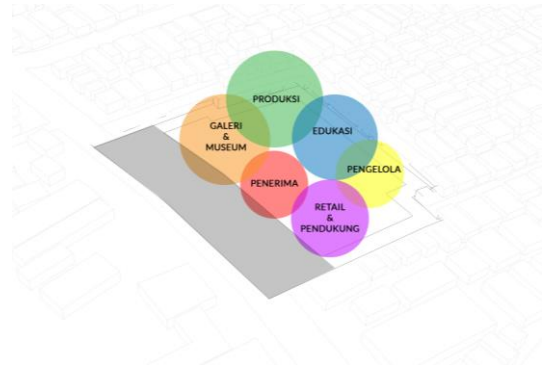 PRODUKSI
GALERI
&
MUSEUM
EDUKASI
PENGELOLA
PENERIMA
RETAIL
&
PENDUKUNG